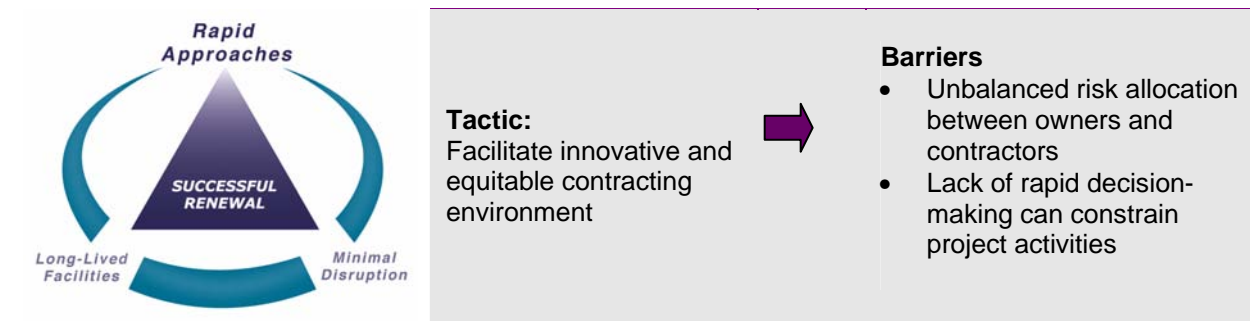 Rapid
Approaches
SUCCESSFUL
RENEWAL
Long-Lived
Facilities
Minimal
Disruption
Tactic:
Facilitate innovative and
equitable contracting
environment
Barriers
• Unbalanced risk allocation
between owners and
contractors
• Lack of rapid decision-
making can constrain
project activities